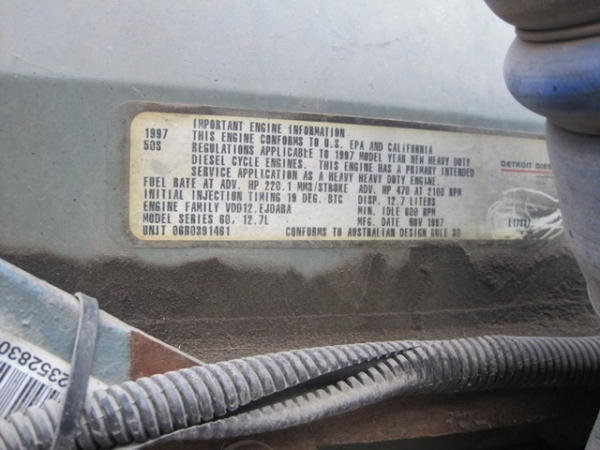 IMPORTANT ENGINE INFORMATION
1997 THIS ENGINE CONFORMS TO U.S. EPA AND CALIFORNIA
50S REGULATIONS APPLICABLE TO 1997 MODEL YEAR NEW HEAVY DUTY
DIESEL CYCLE ENGINES. THIS ENGINE HAS A PRIMARY INTENDED
SERVICE APPLICATION AS A HEAVY HEAVY DUTY ENGINE.
FUEL RATE AT ADV. HP 220.1 MM3/STROKE ADV. HP 470 AT 2100 RPM
INITIAL INJECTION TIMING 19 DEG. BTC DISP. 12.7 LITERS
ENGINE FAMILY VDD12.EJDARA MIN. IDLE 600 RPM
MODEL SERIES 60, 12.7L MFG. DATE NOV 1997
UNIT 06R0391461 CONFORMS TO AUSTRALIAN DESIGN RULE 30
DETROIT DIES
2352830